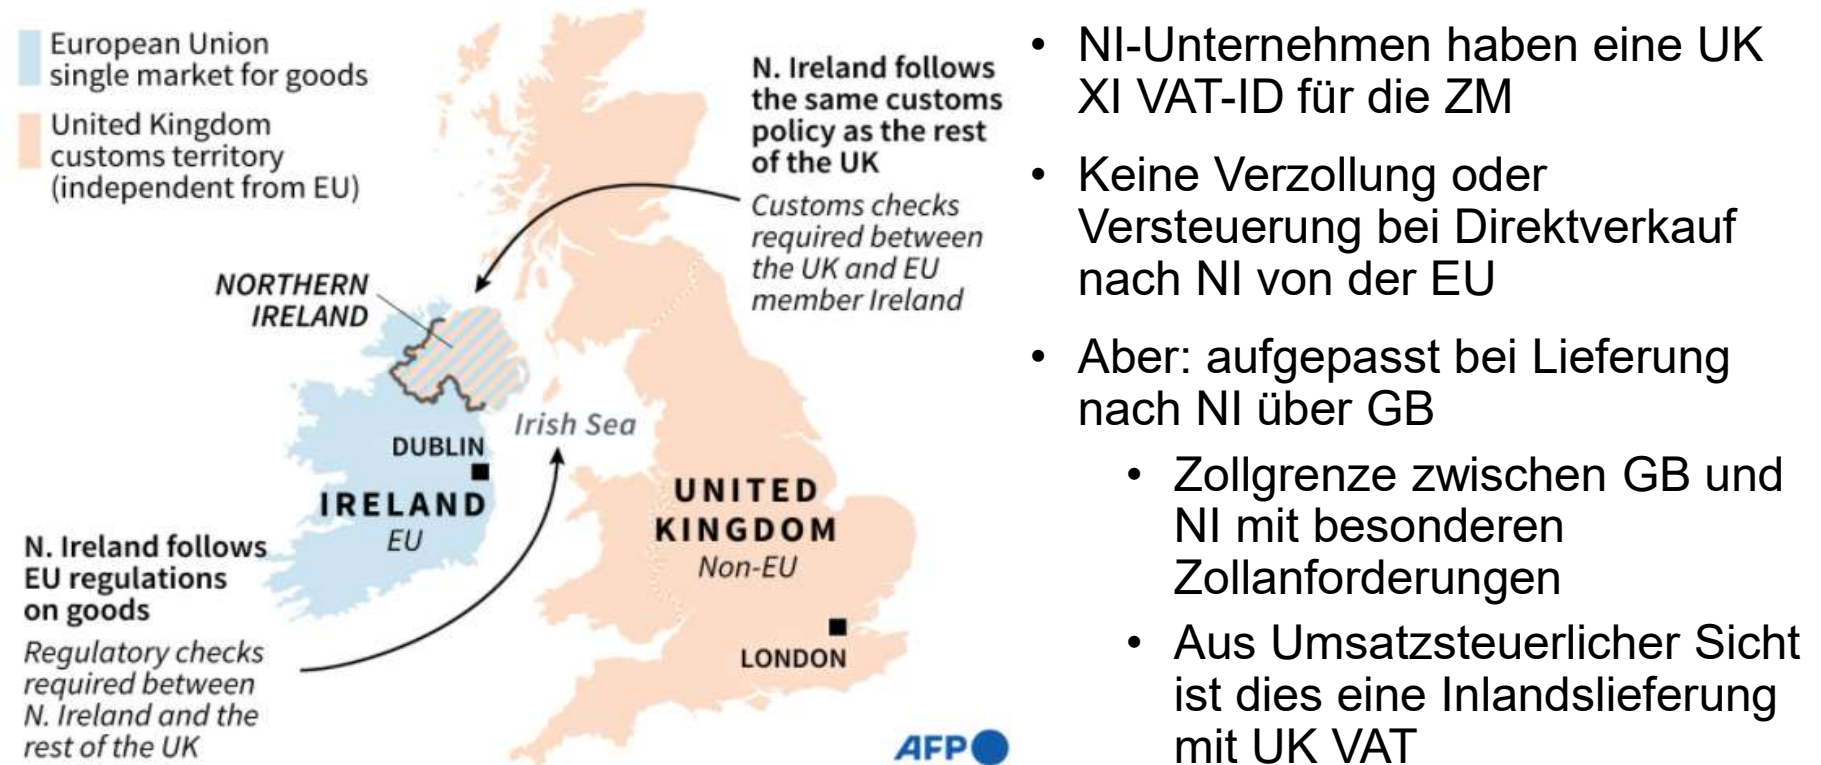 European Union
single market for goods
United Kingdom
customs territory
(independent from EU)
N. Ireland follows
the same customs
policy as the rest
of the UK
Customs checks
required between
the UK and EU
member Ireland
NORTHERN
IRELAND
Irish Sea
DUBLIN
IRELAND
EU
UNITED
KINGDOM
Non-EU
LONDON
N. Ireland follows
EU regulations
on goods
Regulatory checks
required between
N. Ireland and the
rest of the UK
AFP
• NI-Unternehmen haben eine UK
XI VAT-ID für die ZM
• Keine Verzollung oder
Versteuerung bei Direktverkauf
nach NI von der EU
• Aber: aufgepasst bei Lieferung
nach NI über GB
• Zollgrenze zwischen GB und
NI mit besonderen
Zollanforderungen
• Aus Umsatzsteuerlicher Sicht
ist dies eine Inlandslieferung
mit UK VAT